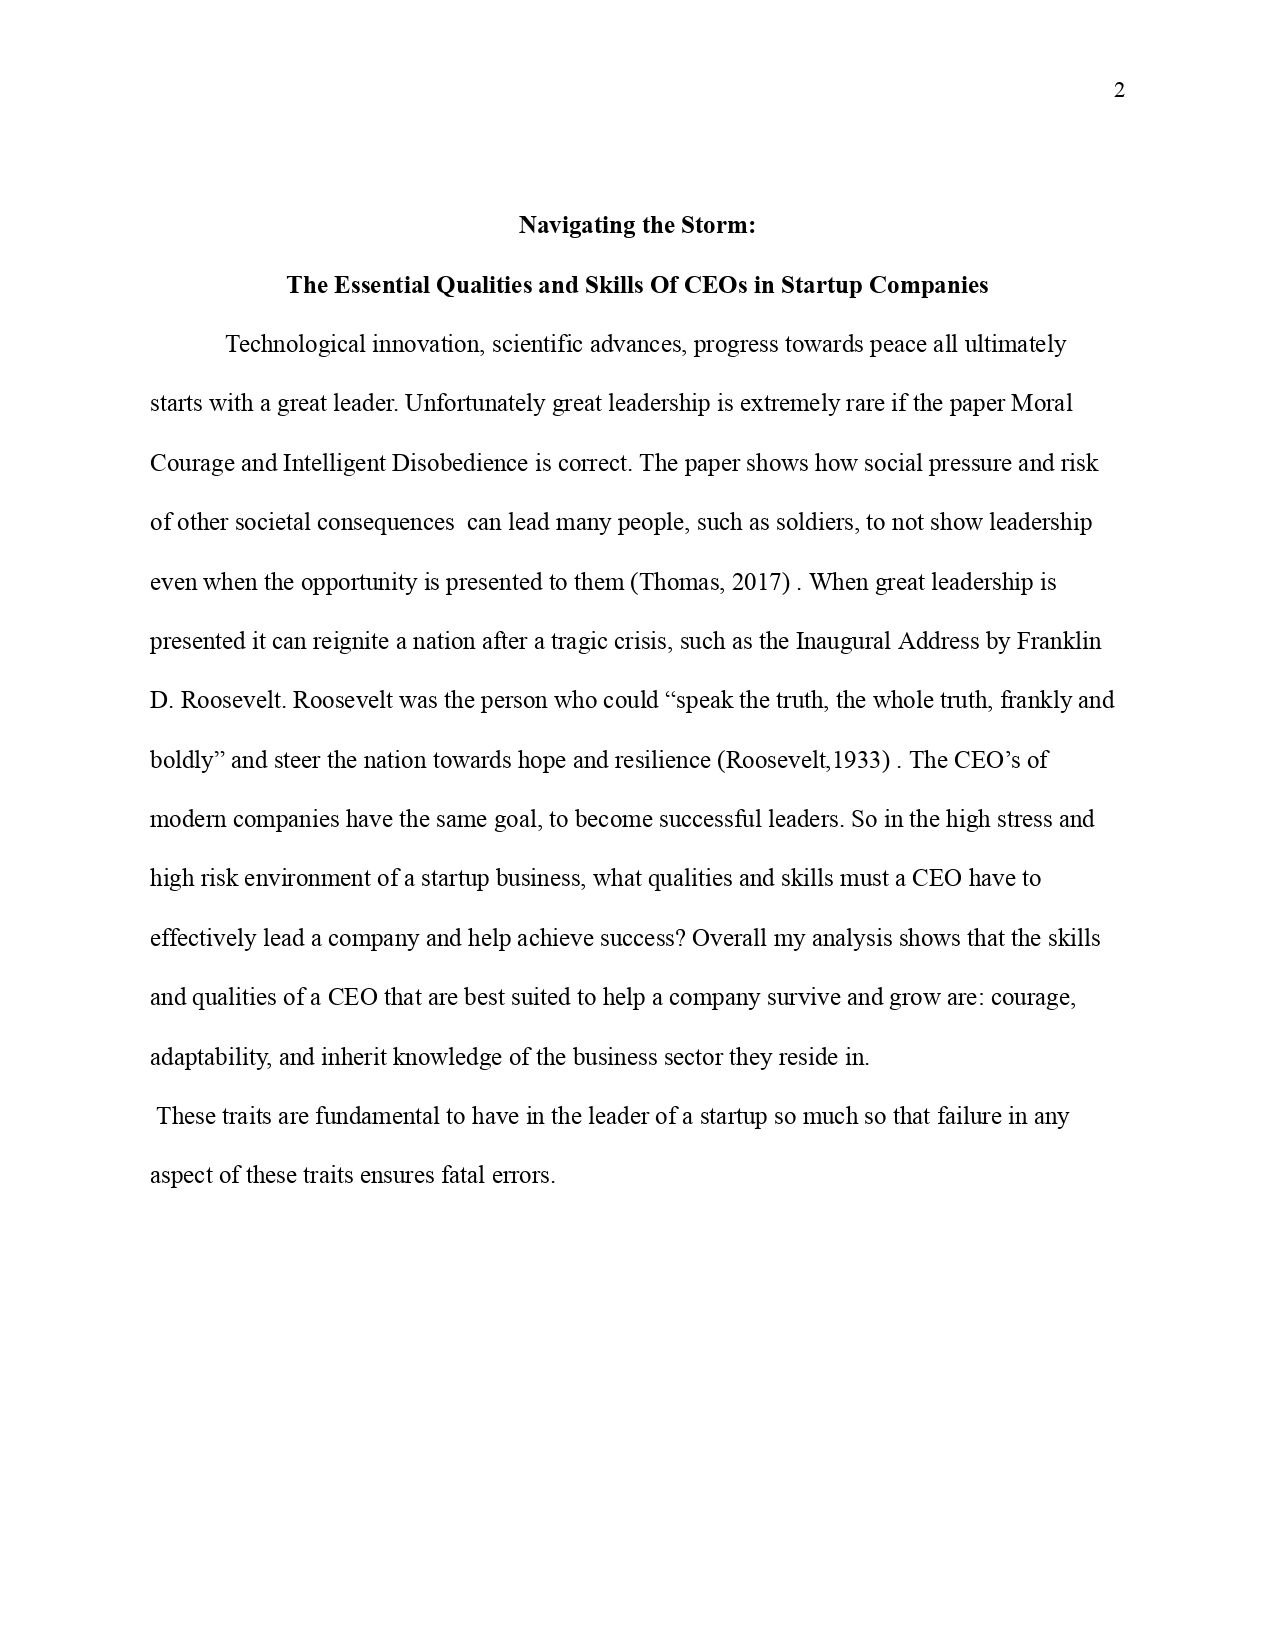 2
Navigating the Storm:
The Essential Qualities and Skills Of CEOs in Startup Companies
Technological innovation, scientific advances, progress towards peace all ultimately
starts with a great leader. Unfortunately great leadership is extremely rare if the paper Moral
Courage and Intelligent Disobedience is correct. The paper shows how social pressure and risk
of other societal consequences  can lead many people, such as soldiers, to not show leadership
even when the opportunity is presented to them (Thomas, 2017) . When great leadership is
presented it can reignite a nation after a tragic crisis, such as the Inaugural Address by Franklin
D. Roosevelt. Roosevelt was the person who could “speak the truth, the whole truth, frankly and
boldly” and steer the nation towards hope and resilience (Roosevelt,1933) . The CEO’s of
modern companies have the same goal, to become successful leaders. So in the high stress and
high risk environment of a startup business, what qualities and skills must a CEO have to
effectively lead a company and help achieve success? Overall my analysis shows that the skills
and qualities of a CEO that are best suited to help a company survive and grow are: courage,
adaptability, and inherit knowledge of the business sector they reside in.
These traits are fundamental to have in the leader of a startup so much so that failure in any
aspect of these traits ensures fatal errors.